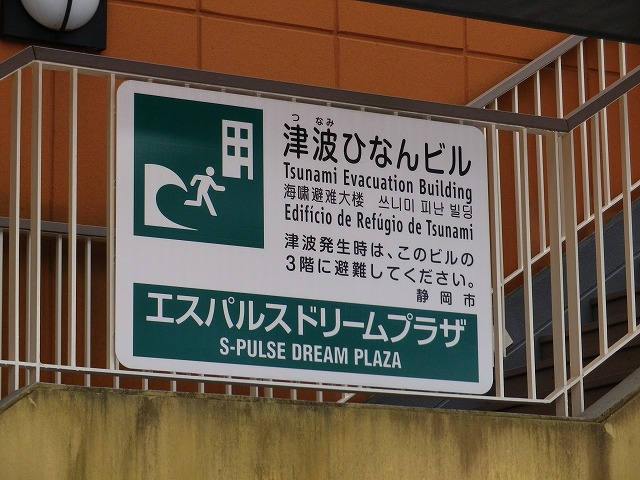 つ なみ
津波ひなんビル
Tsunami Evacuation Building
海啸避难大楼 쓰나미 피난 빌딩
Edifício de Refúgio de Tsunami
津波発生時は、このビルの
3階に避難してください。
静岡市
エスパルスドリームプラザ
S-PULSE DREAM PLAZA